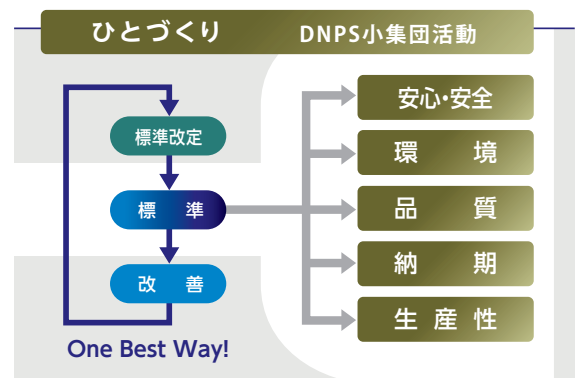 ひとづくり DNPS小集団活動
標準改定
標準
改善
One Best Way!
安心・安全
環境
品質
納期
生産性